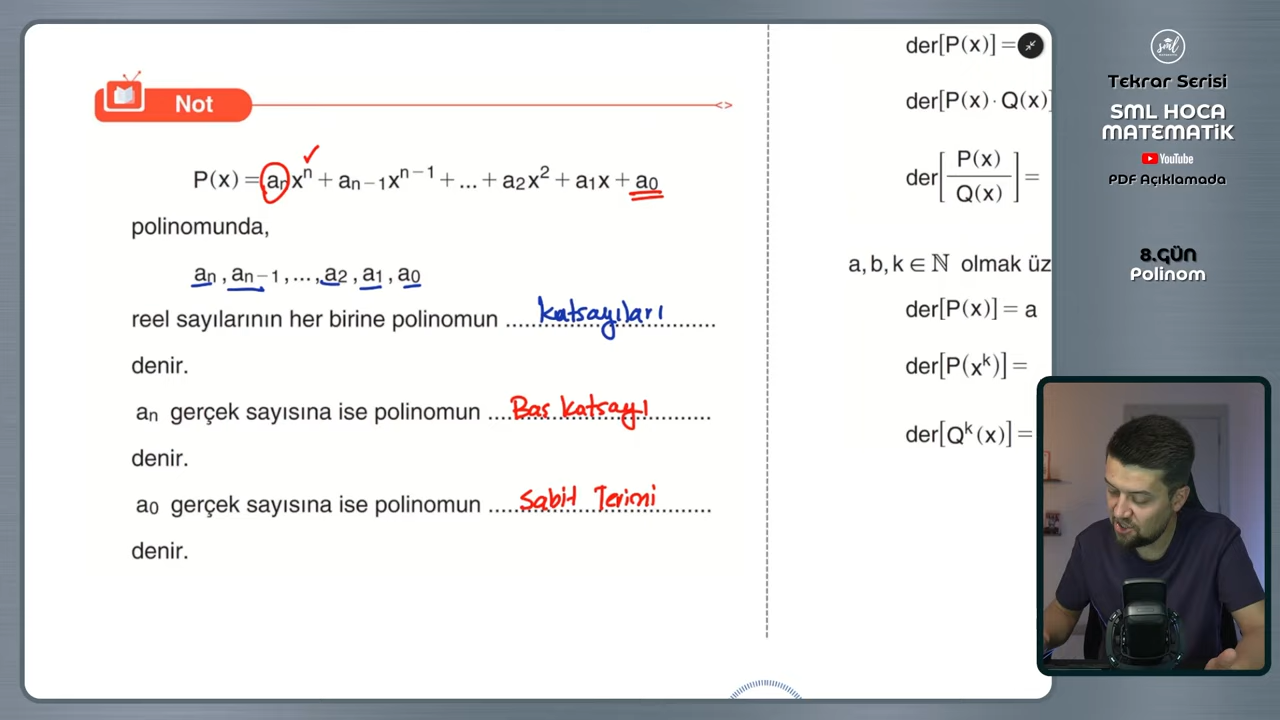 Not
P(x) = aₙxⁿ + aₙ₋₁xⁿ⁻¹ + ... + a₂x² + a₁x + a₀
polinomunda,
aₙ , aₙ₋₁ , ... , a₂ , a₁ , a₀
reel sayılarının her birine polinomun ........ katsayıları ........
denir.
aₙ gerçek sayısına ise polinomun ........ Baş Katsayı ........
denir.
a₀ gerçek sayısına ise polinomun ........ Sabit Terimi ........
denir.
der[P(x)] =
der[P(x) · Q(x)]
der[P(x)/Q(x)] =
a, b, k ∈ ℕ olmak üz
der[P(x)] = a
der[P(xᵏ)] =
der[Qᵏ(x)] =
sml
Tekrar Serisi
SML HOCA
MATEMATİK
YouTube
PDF Açıklamada
8.GÜN
Polinom